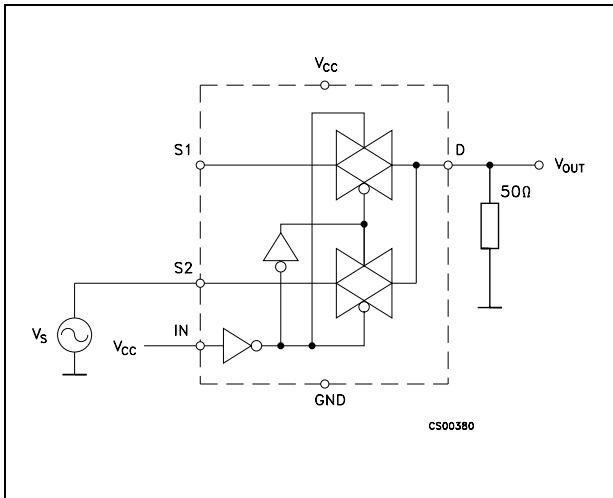 VCC
S1
D
VOUT
50Ω
S2
VS
IN
VCC
GND
CS00380